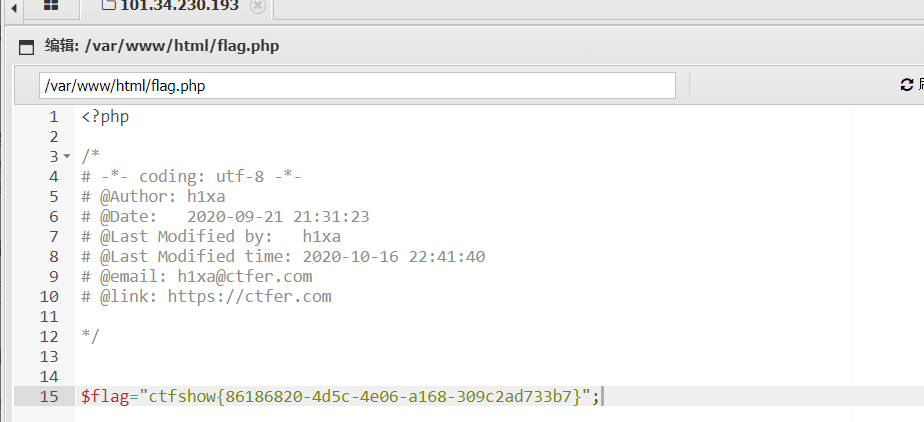 101.34.230.193
编辑: /var/www/html/flag.php
/var/www/html/flag.php
1 <?php
2
3 /*
4 # -*- coding: utf-8 -*-
5 # @Author: h1xa
6 # @Date:   2020-09-21 21:31:23
7 # @Last Modified by:   h1xa
8 # @Last Modified time: 2020-10-16 22:41:40
9 # @email: h1xa@ctfer.com
10 # @link: https://ctfer.com
11
12 */
13
14
15 $flag="ctfshow{86186820-4d5c-4e06-a168-309c2ad733b7}";